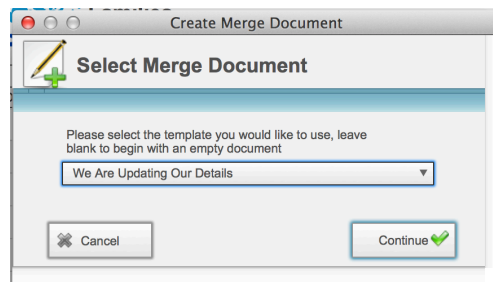 Create Merge Document
Select Merge Document
Please select the template you would like to use, leave
blank to begin with an empty document
We Are Updating Our Details
Cancel
Continue